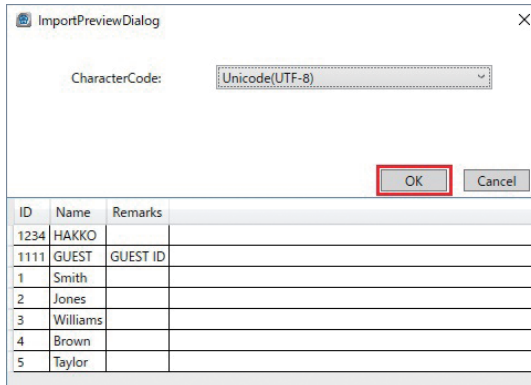 ImportPreviewDialog
CharacterCode: Unicode(UTF-8)
OK Cancel
ID Name Remarks
1234 HAKKO
1111 GUEST GUEST ID
1 Smith
2 Jones
3 Williams
4 Brown
5 Taylor